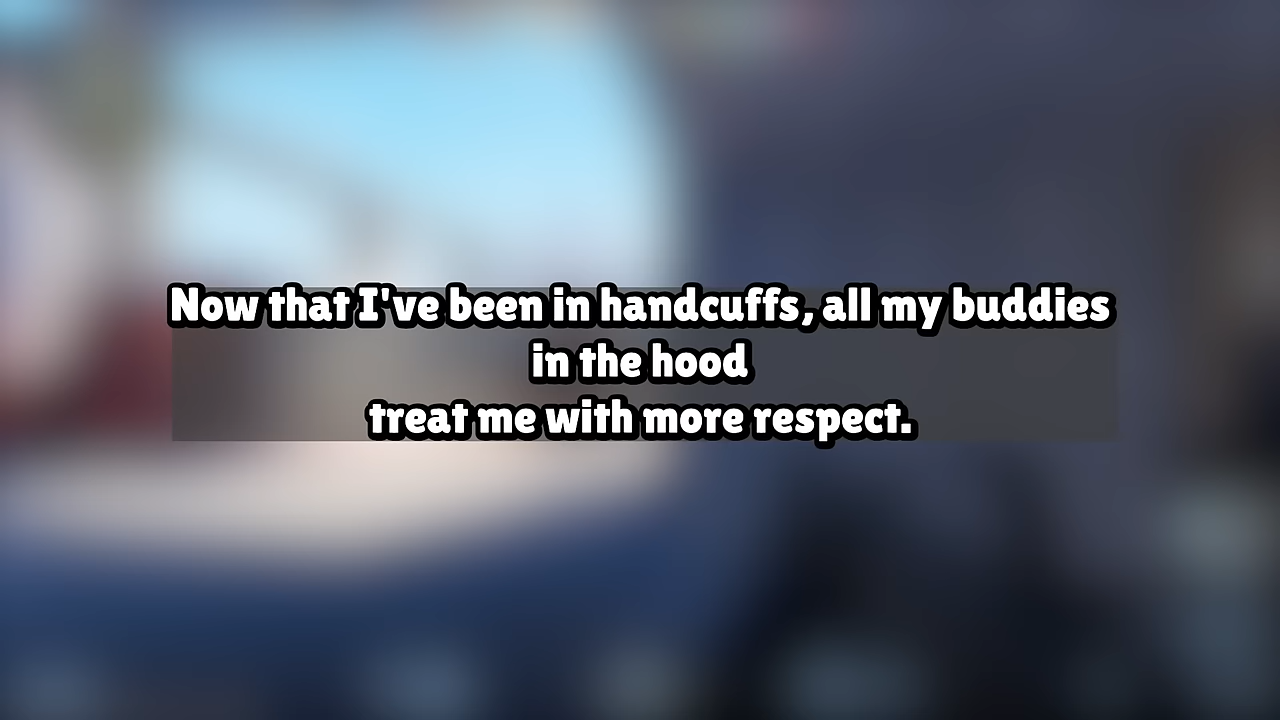 Now that I've been in handcuffs, all my buddies
in the hood
treat me with more respect.